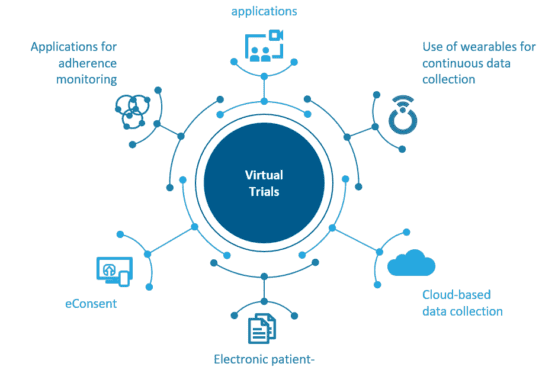 applications
Applications for
adherence
monitoring
Use of wearables for
continuous data
collection
Virtual
Trials
eConsent
Cloud-based
data collection
Electronic patient-